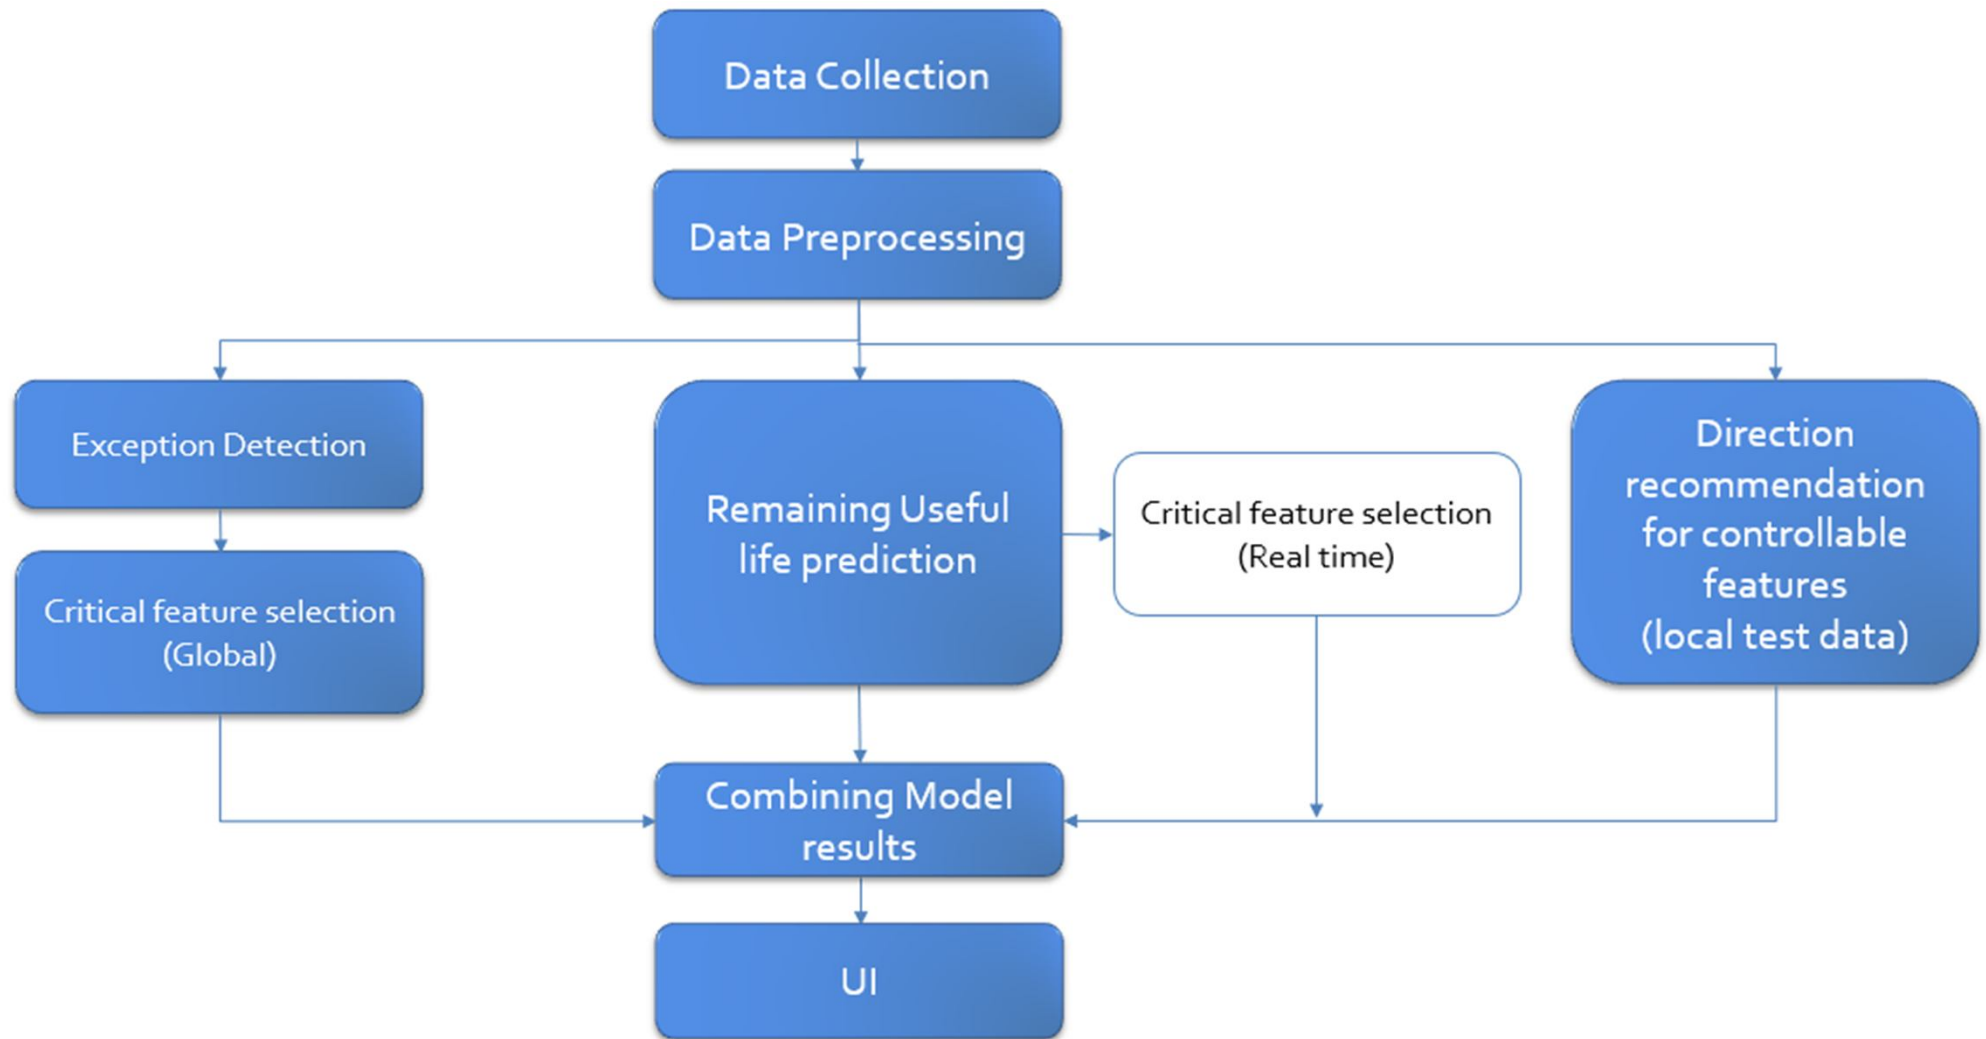 Data Collection
Data Preprocessing
Exception Detection
Critical feature selection
(Global)
Remaining Useful
life prediction
Critical feature selection
(Real time)
Direction
recommendation
for controllable
features
(local test data)
Combining Model
results
UI